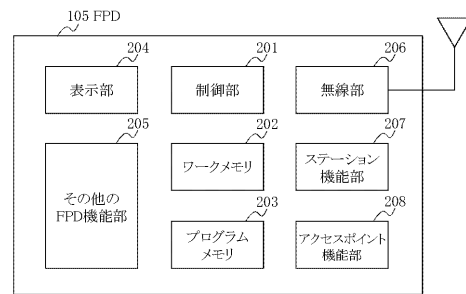 105 FPD
204
表示部
201
制御部
206
無線部
205
その他の
FPD機能部
202
ワークメモリ
207
ステーション
機能部
203
プログラム
メモリ
208
アクセスポイント
機能部